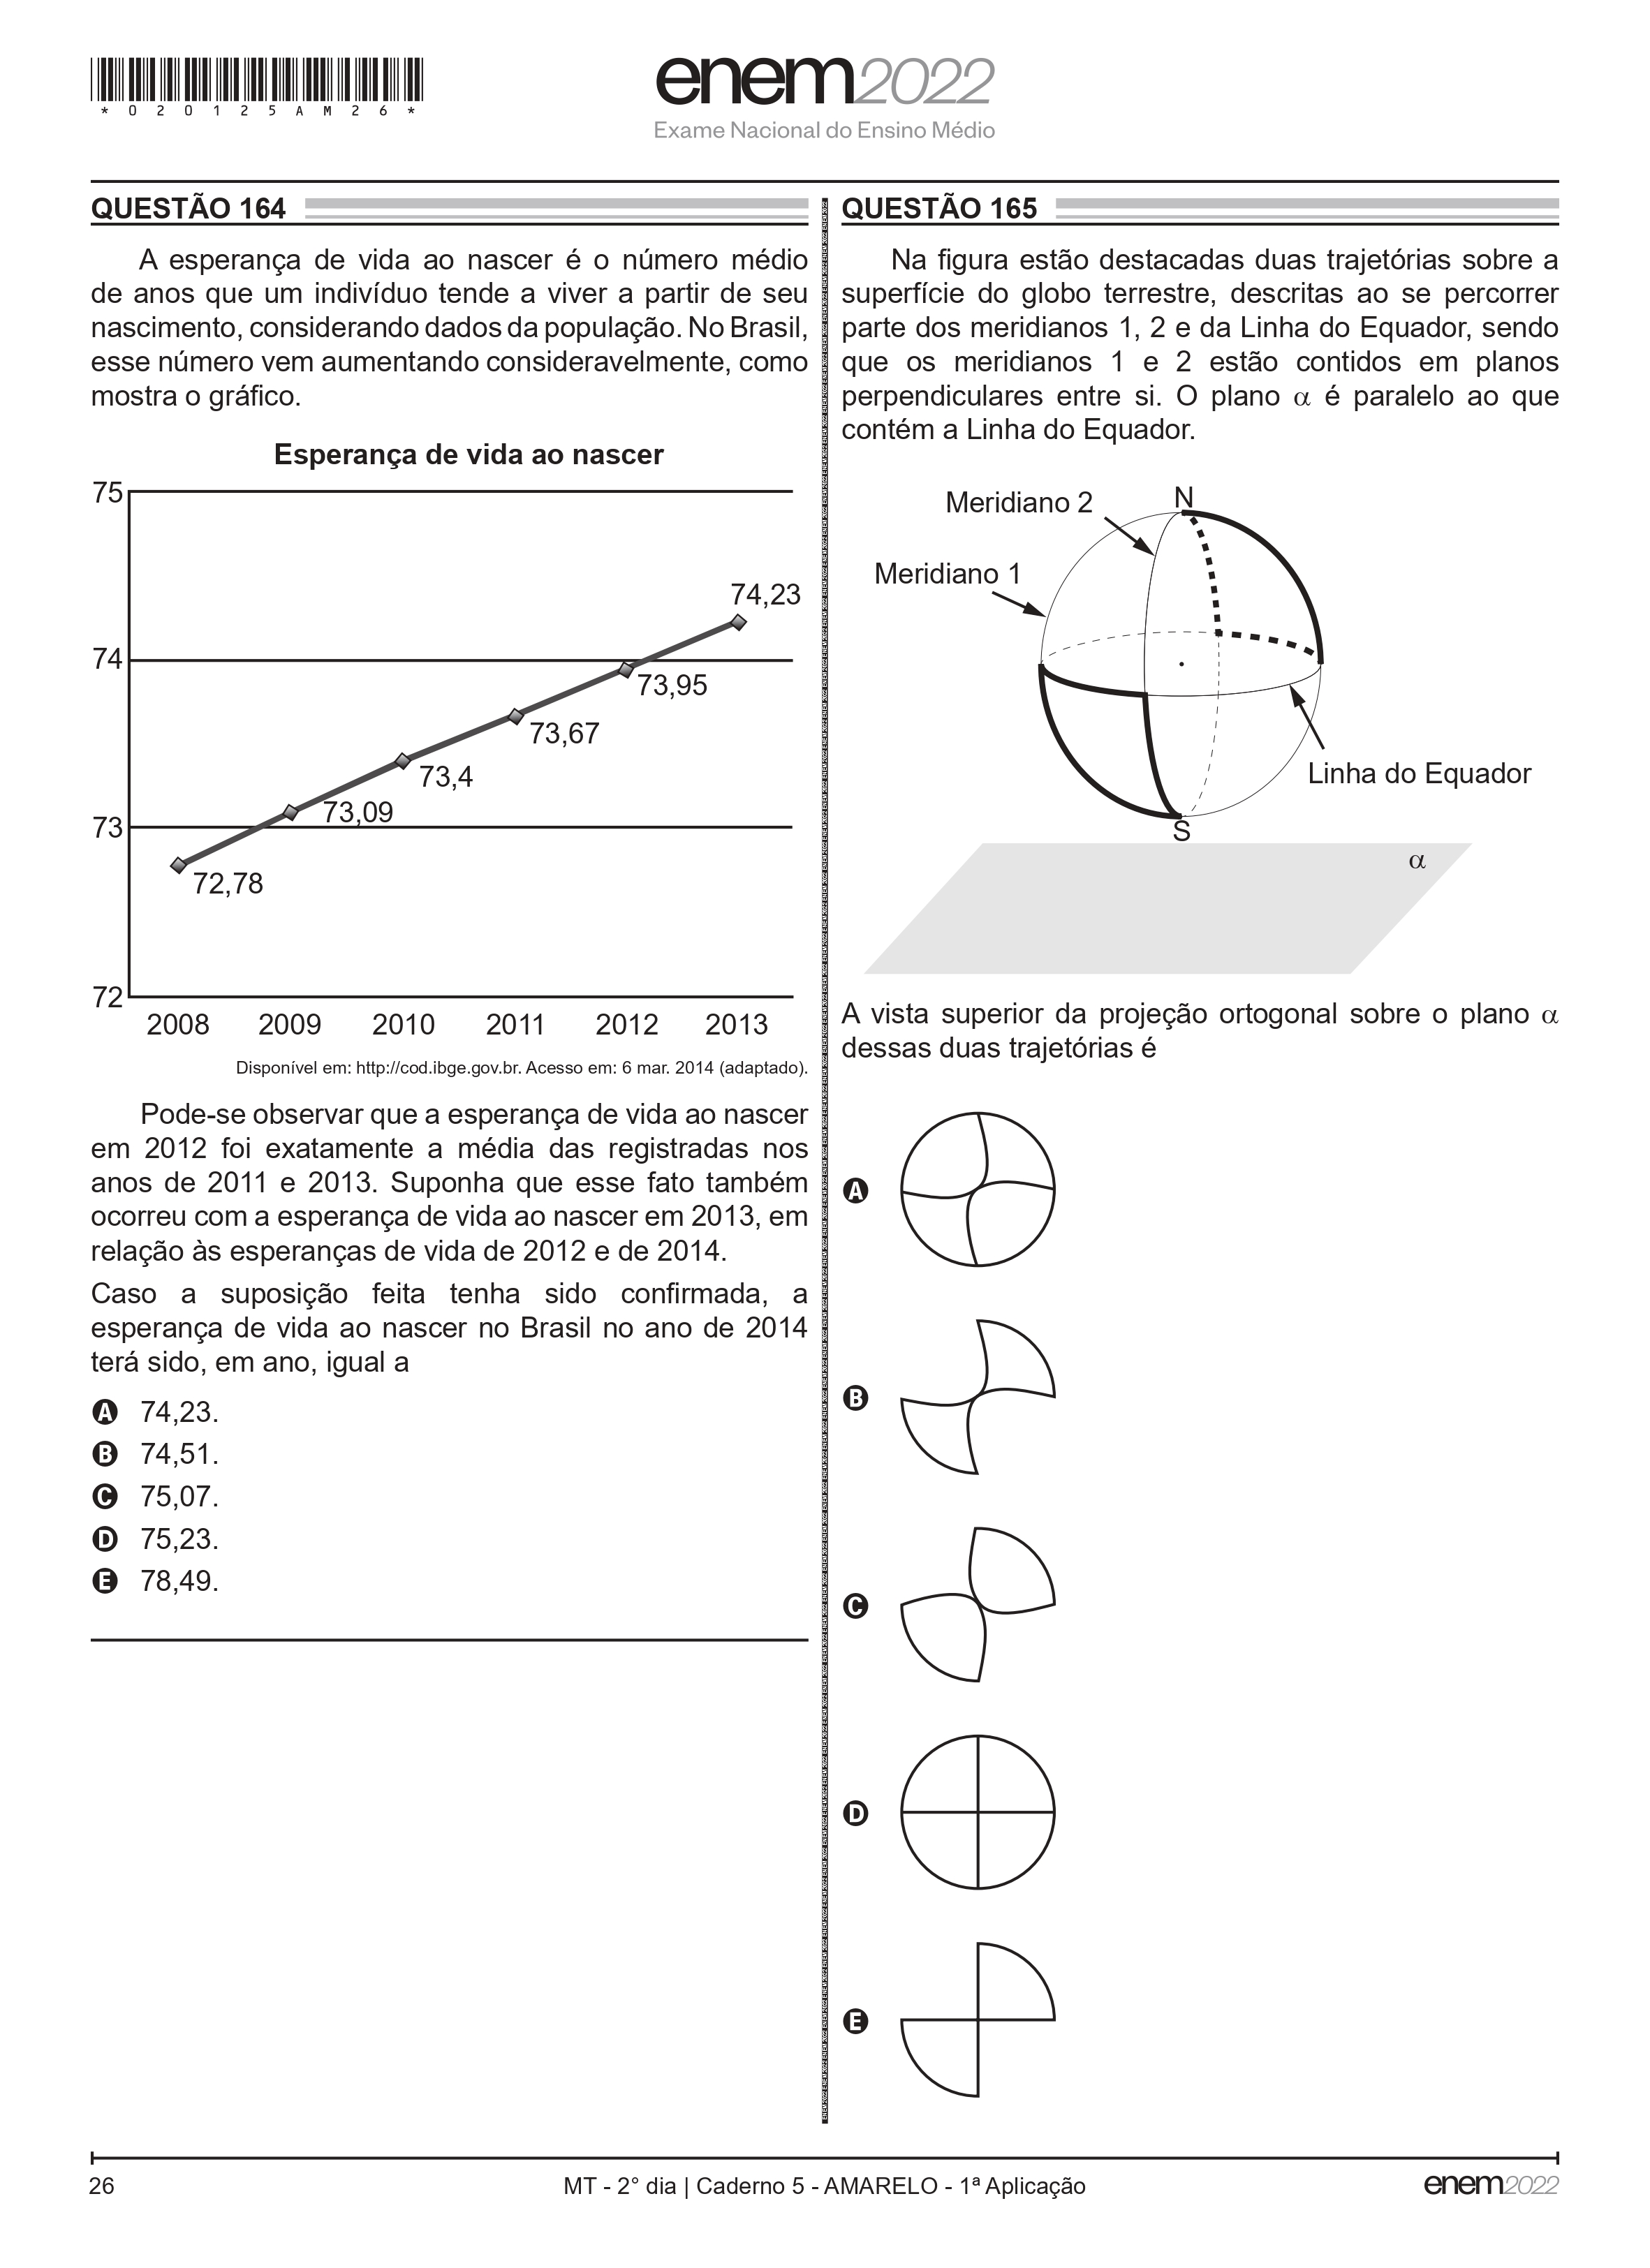 *020125AM26*
enem2022
Exame Nacional do Ensino Médio
QUESTÃO 164
A esperança de vida ao nascer é o número médio
de anos que um indivíduo tende a viver a partir de seu
nascimento, considerando dados da população. No Brasil,
esse número vem aumentando consideravelmente, como
mostra o gráfico.
Esperança de vida ao nascer
75
74
73
72
74,23
73,95
73,67
73,4
73,09
72,78
2008 2009 2010 2011 2012 2013
Disponível em: http://cod.ibge.gov.br. Acesso em: 6 mar. 2014 (adaptado).
Pode-se observar que a esperança de vida ao nascer
em 2012 foi exatamente a média das registradas nos
anos de 2011 e 2013. Suponha que esse fato também
ocorreu com a esperança de vida ao nascer em 2013, em
relação às esperanças de vida de 2012 e de 2014.
Caso a suposição feita tenha sido confirmada, a
esperança de vida ao nascer no Brasil no ano de 2014
terá sido, em ano, igual a
A 74,23.
B 74,51.
C 75,07.
D 75,23.
E 78,49.
QUESTÃO 165
Na figura estão destacadas duas trajetórias sobre a
superfície do globo terrestre, descritas ao se percorrer
parte dos meridianos 1, 2 e da Linha do Equador, sendo
que os meridianos 1 e 2 estão contidos em planos
perpendiculares entre si. O plano α é paralelo ao que
contém a Linha do Equador.
N
Meridiano 2
Meridiano 1
Linha do Equador
S
α
A vista superior da projeção ortogonal sobre o plano α
dessas duas trajetórias é
A
B
C
D
E
26
MT - 2° dia | Caderno 5 - AMARELO - 1ª Aplicação
enem2022